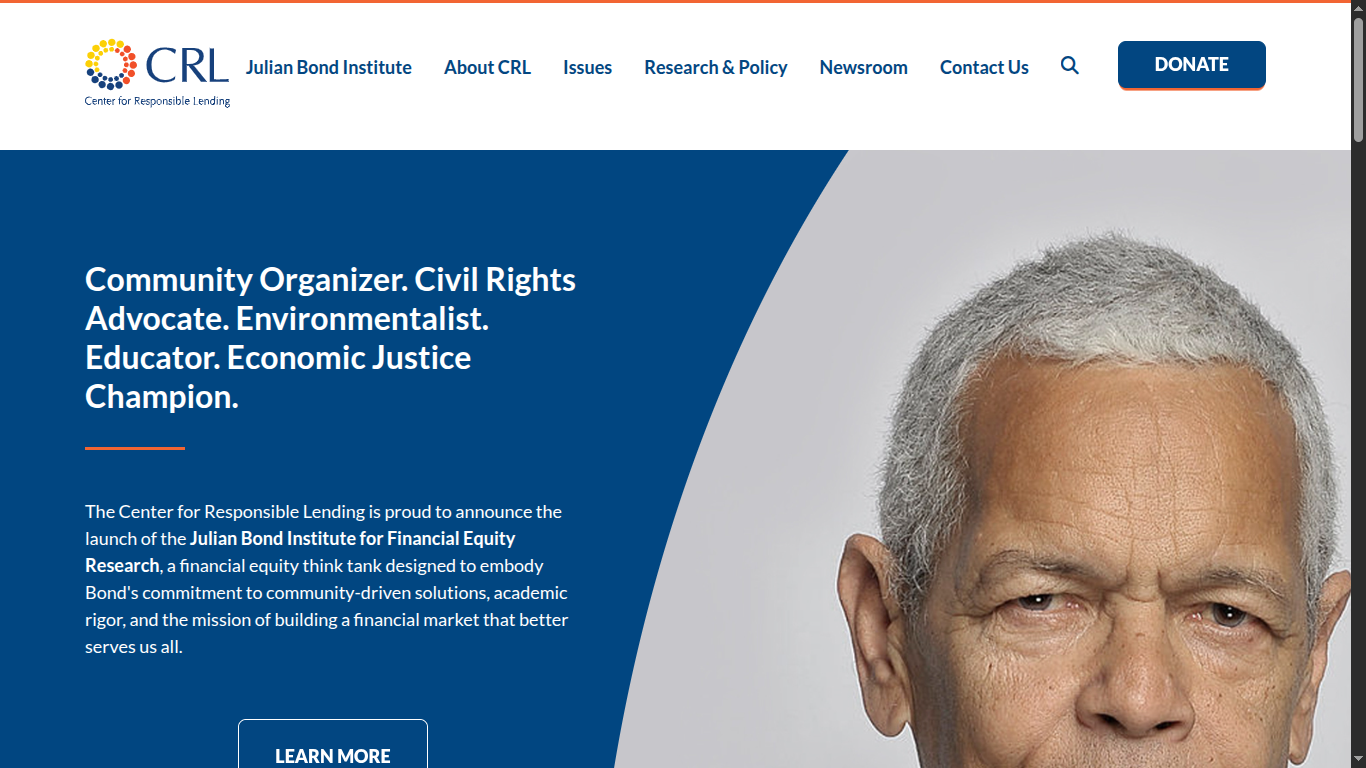 CRL
Center for Responsible Lending
Julian Bond Institute
About CRL
Issues
Research & Policy
Newsroom
Contact Us
DONATE
Community Organizer. Civil Rights
Advocate. Environmentalist.
Educator. Economic Justice
Champion.
The Center for Responsible Lending is proud to announce the
launch of the Julian Bond Institute for Financial Equity
Research, a financial equity think tank designed to embody
Bond's commitment to community-driven solutions, academic
rigor, and the mission of building a financial market that better
serves us all.
LEARN MORE